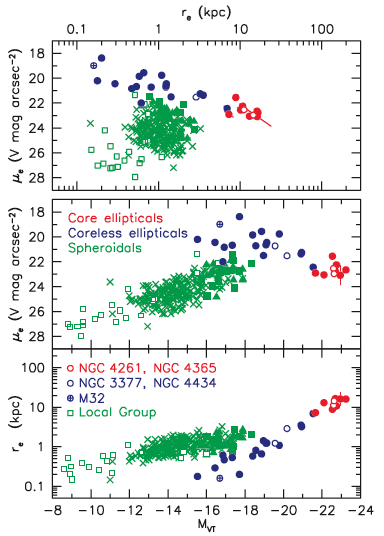 r_e (kpc)
0.1 1 10 100
18
20
22
24
26
28
μ_e (V mag arcsec⁻²)
18
20
22
24
26
28
μ_e (V mag arcsec⁻²)
Core ellipticals
Coreless ellipticals
Spheroidals
100
10
1
0.1
r_e (kpc)
NGC 4261, NGC 4365
NGC 3377, NGC 4434
M32
Local Group
−8 −10 −12 −14 −16 −18 −20 −22 −24
M_VT